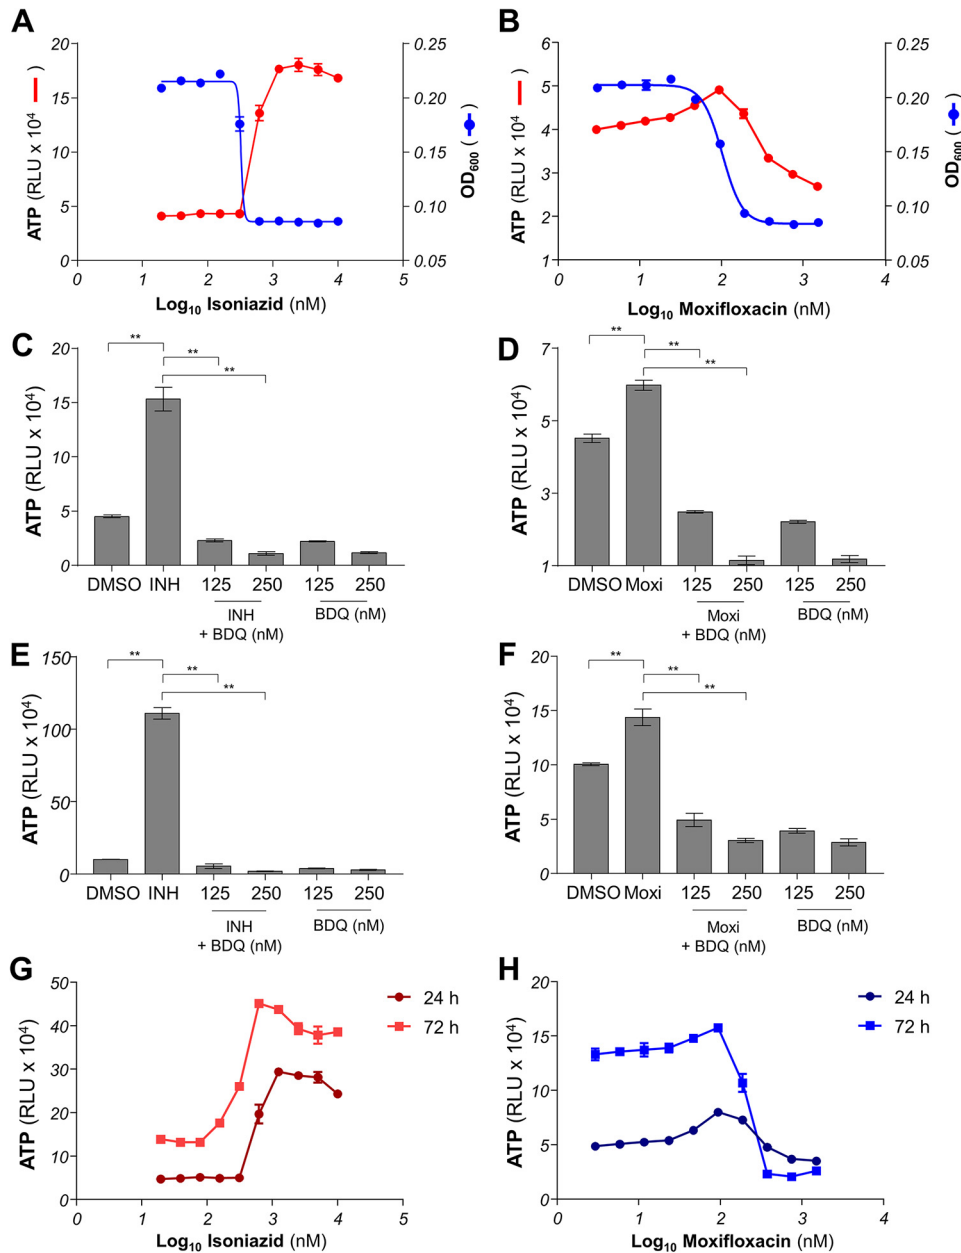 A
20
15
10
5
0
ATP (RLU x 10⁴)
0.25
0.20
0.15
0.10
0.05
OD₆₀₀ ( )
0 1 2 3 4 5
Log₁₀ Isoniazid (nM)
B
6
5
4
3
2
1
ATP (RLU x 10⁴ )
0.25
0.20
0.15
0.10
0.05
OD₆₀₀ ( )
0 1 2 3 4
Log₁₀ Moxifloxacin (nM)
C
20
15
10
5
0
ATP (RLU x 10⁴)
**
**
**
DMSO INH 125 250 125 250
INH
+ BDQ (nM)
BDQ (nM)
D
7
5
3
1
ATP (RLU x 10⁴)
**
**
**
DMSO Moxi 125 250 125 250
Moxi
+ BDQ (nM)
BDQ (nM)
E
150
100
50
0
ATP (RLU x 10⁴)
**
**
**
DMSO INH 125 250 125 250
INH
+ BDQ (nM)
BDQ (nM)
F
20
15
10
5
0
ATP (RLU x 10⁴)
**
**
**
DMSO Moxi 125 250 125 250
Moxi
+ BDQ (nM)
BDQ (nM)
G
50
40
30
20
10
0
ATP (RLU x 10⁴)
24 h
72 h
0 1 2 3 4 5
Log₁₀ Isoniazid (nM)
H
20
15
10
5
0
ATP (RLU x 10⁴)
24 h
72 h
0 1 2 3 4
Log₁₀ Moxifloxacin (nM)